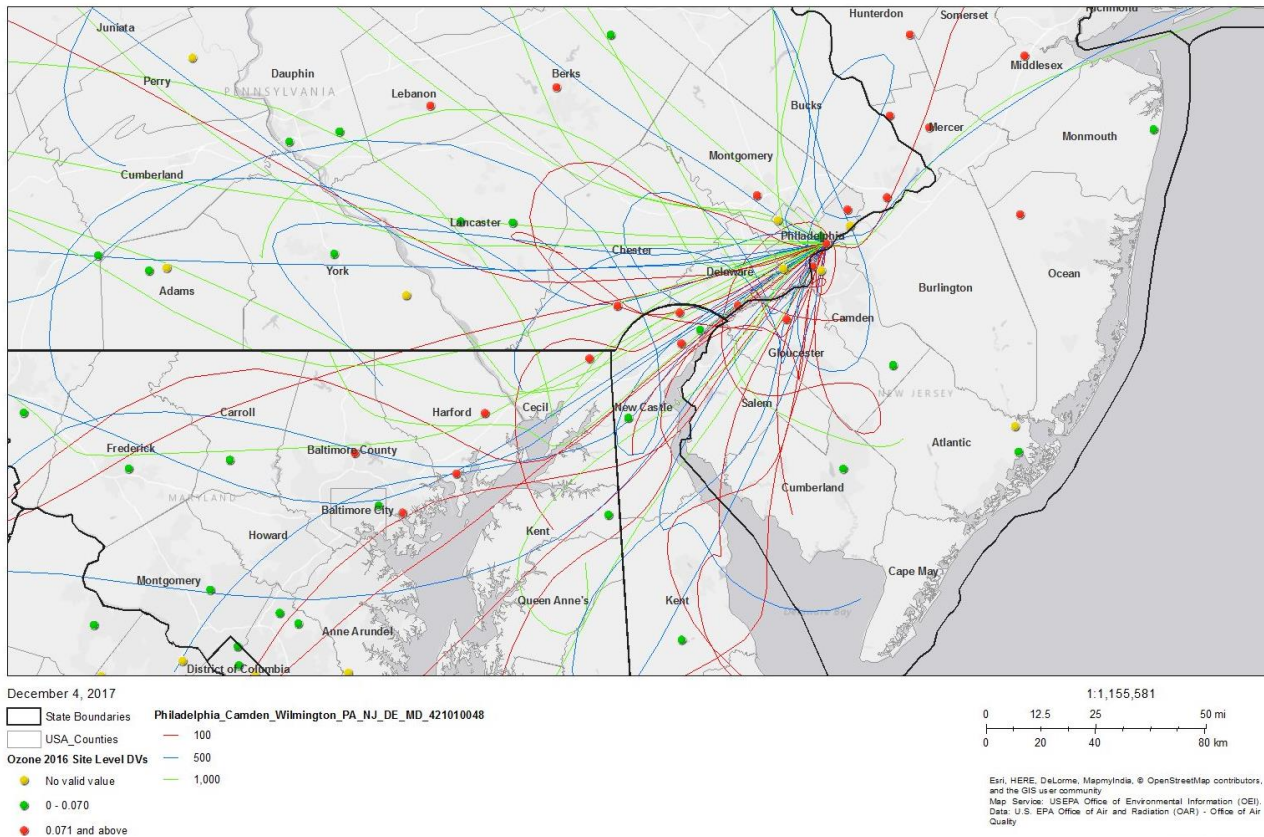 Hunterdon
Somerset
Richmond
Juniata
Middlesex
Perry
Dauphin
Berks
PENNSYLVANIA
Lebanon
Bucks
Mercer
Monmouth
Montgomery
Cumberland
Lancaster
Philadelphia
Chester
York
Delaware
Ocean
Adams
Burlington
Camden
Gloucester
NEW JERSEY
Carroll
Harford
Cecil
New Castle
Salem
Frederick
Baltimore County
Atlantic
MARYLAND
Cumberland
Baltimore City
Howard
Kent
Cape May
Montgomery
Queen Anne's
Kent
Anne Arundel
District of Columbia
December 4, 2017
1:1,155,581
State Boundaries
USA_Counties
Ozone 2016 Site Level DVs
No valid value
0 - 0.070
0.071 and above
Philadelphia_Camden_Wilmington_PA_NJ_DE_MD_421010048
100
500
1,000
0 12.5 25 50 mi
0 20 40 80 km
Esri, HERE, DeLorme, MapmyIndia, © OpenStreetMap contributors,
and the GIS user community
Map Service: USEPA Office of Environmental Information (OEI).
Data: U.S. EPA Office of Air and Radiation (OAR) - Office of Air
Quality